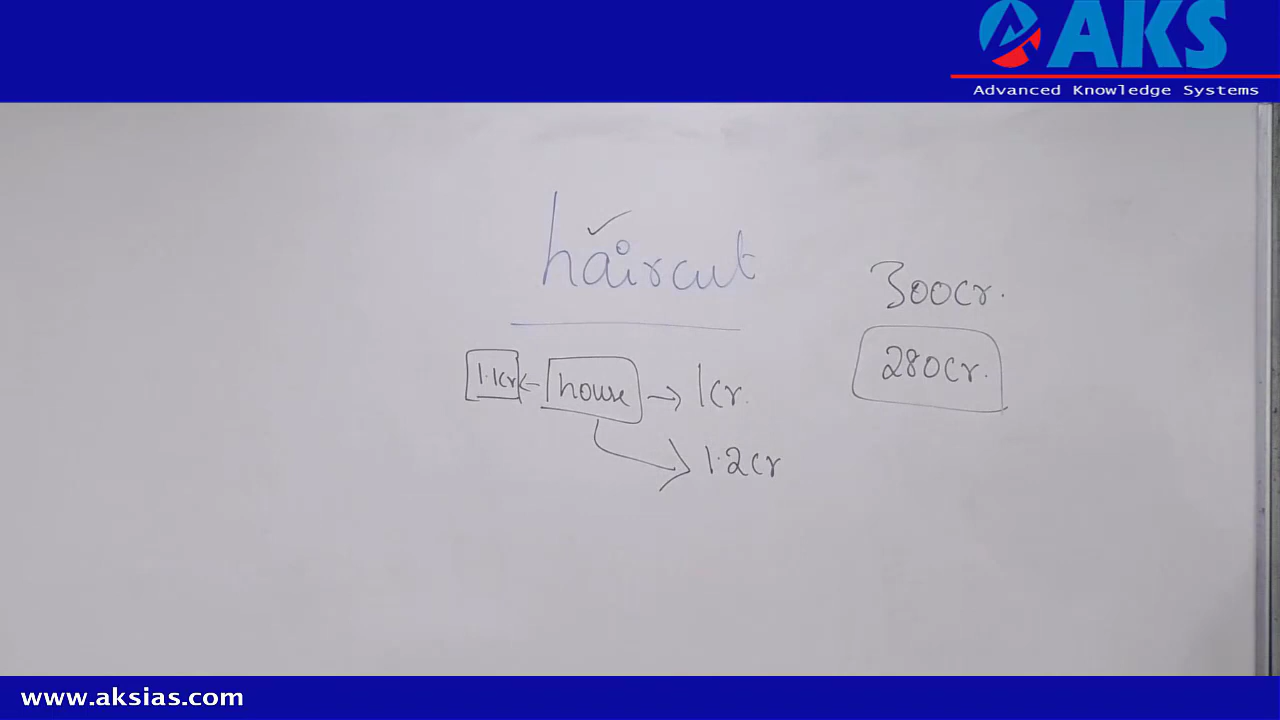 AKS
Advanced Knowledge Systems
haircut
300cr.
280cr.
1.1cr ← house → 1cr.
1.2cr
www.aksias.com